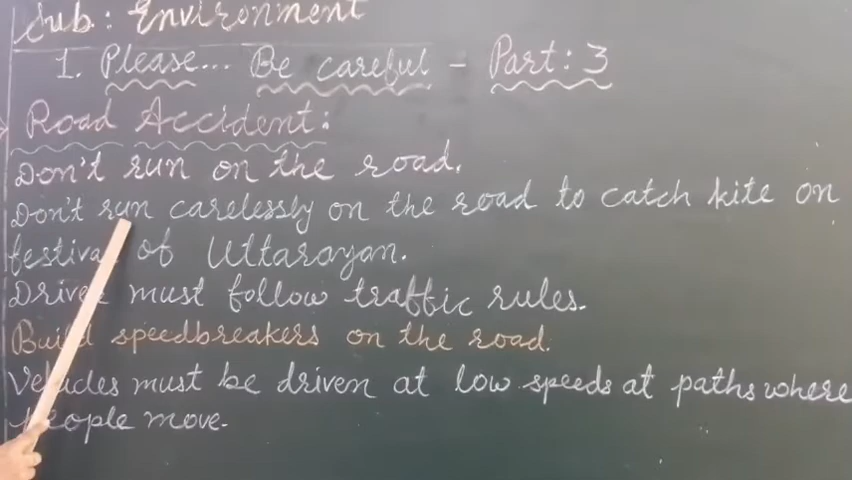 Sub: Environment
1. Please... Be careful - Part: 3
Road Accident:
Don't run on the road.
Don't run carelessly on the road to catch kite on
festival of Uttarayan.
Driver must follow traffic rules.
Build speedbreakers on the road.
Vehicles must be driven at low speeds at paths where
people move.